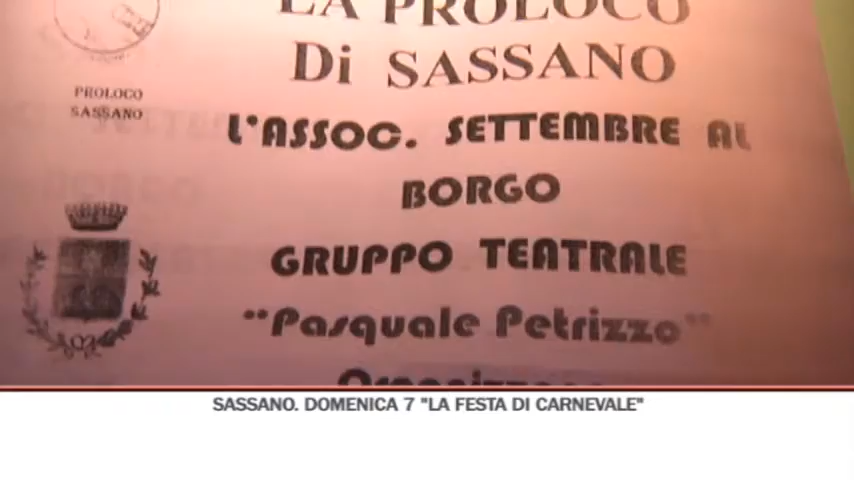 LA PROLOCO
Di SASSANO
PROLOCO
SASSANO
L'ASSOC. SETTEMBRE AL
BORGO
GRUPPO TEATRALE
"Pasquale Petrizzo"
Organizzano
SASSANO. DOMENICA 7 "LA FESTA DI CARNEVALE"